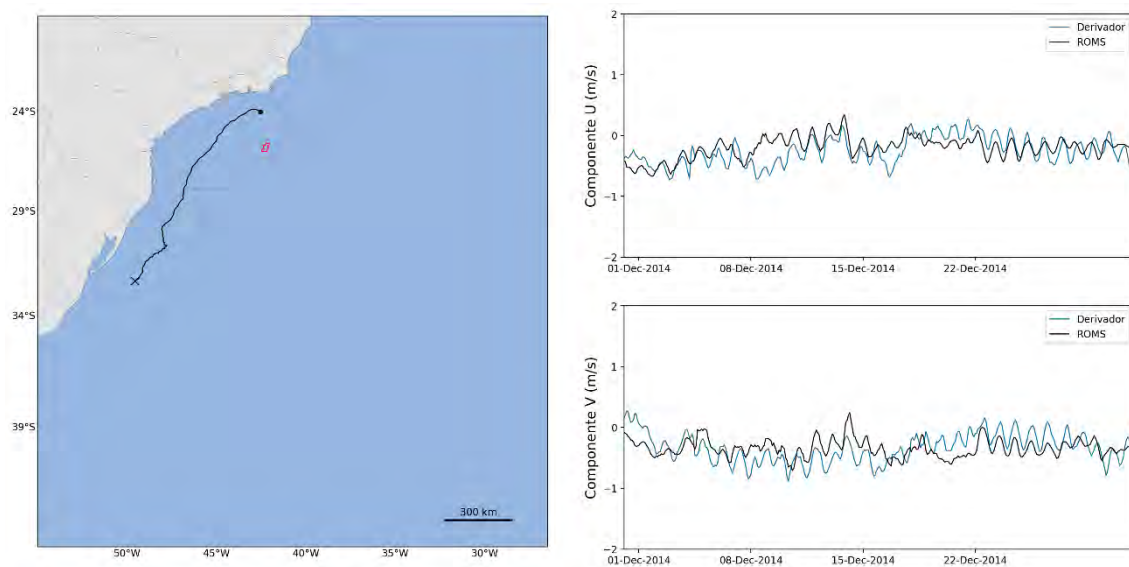 24°S
29°S
34°S
39°S
50°W
45°W
40°W
35°W
30°W
300 km
Componente U (m/s)
2
1
0
−1
−2
01-Dec-2014
08-Dec-2014
15-Dec-2014
22-Dec-2014
Derivador
ROMS
Componente V (m/s)
2
1
0
−1
−2
01-Dec-2014
08-Dec-2014
15-Dec-2014
22-Dec-2014
Derivador
ROMS